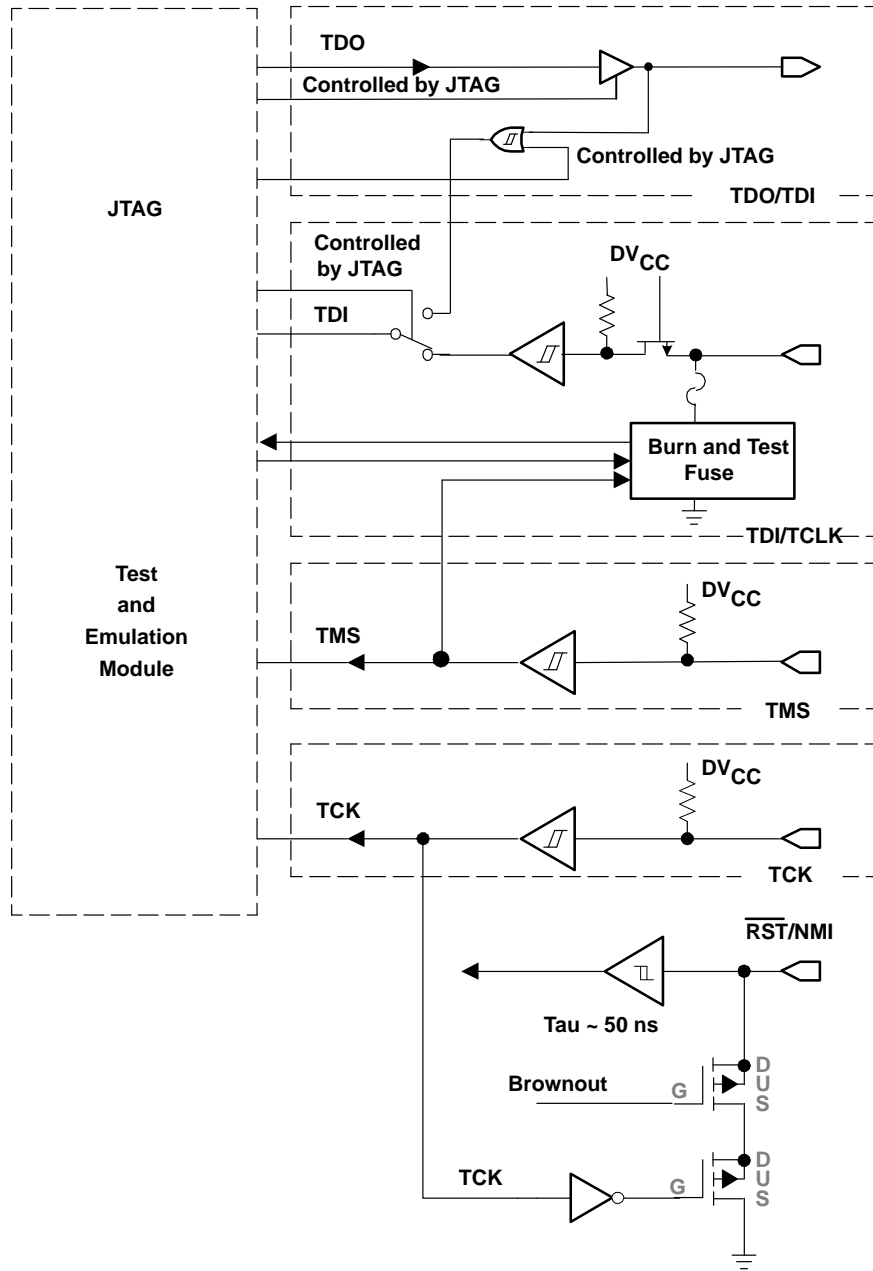 TDO
Controlled by JTAG
Controlled by JTAG
TDO/TDI
JTAG
Controlled
by JTAG
TDI
DVCC
Burn and Test
Fuse
TDI/TCLK
Test
and
Emulation
Module
TMS
DVCC
TMS
TCK
DVCC
TCK
RST/NMI
Tau ~ 50 ns
Brownout
G
D
U
S
TCK
G
D
U
S